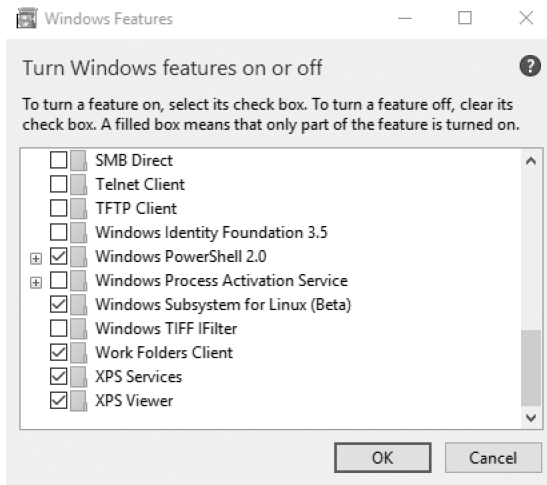 Windows Features
Turn Windows features on or off
To turn a feature on, select its check box. To turn a feature off, clear its
check box. A filled box means that only part of the feature is turned on.
SMB Direct
Telnet Client
TFTP Client
Windows Identity Foundation 3.5
Windows PowerShell 2.0
Windows Process Activation Service
Windows Subsystem for Linux (Beta)
Windows TIFF IFilter
Work Folders Client
XPS Services
XPS Viewer
OK Cancel